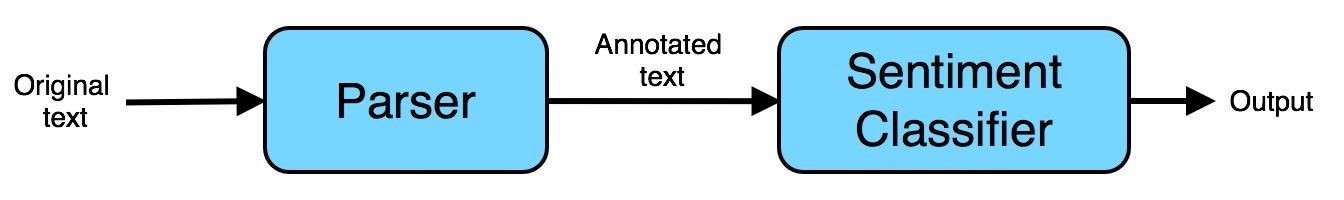 Original
text
Parser
Annotated
text
Sentiment
Classifier
Output